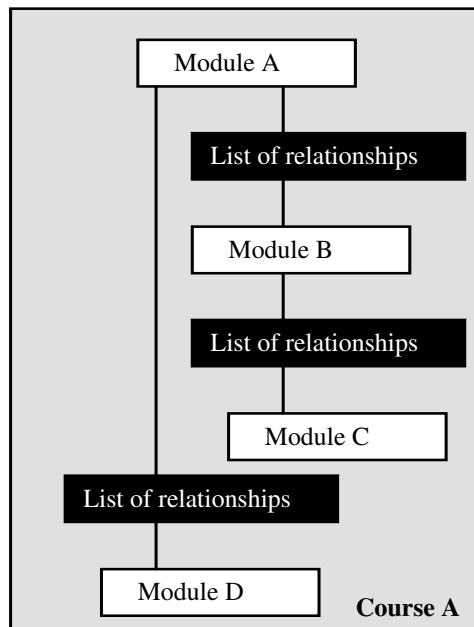 Module A
List of relationships
Module B
List of relationships
Module C
List of relationships
Module D
Course A